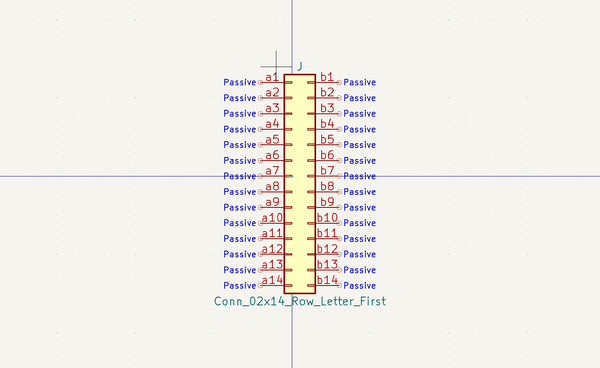 J
Passive a1 b1 Passive
Passive a2 b2 Passive
Passive a3 b3 Passive
Passive a4 b4 Passive
Passive a5 b5 Passive
Passive a6 b6 Passive
Passive a7 b7 Passive
Passive a8 b8 Passive
Passive a9 b9 Passive
Passive a10 b10 Passive
Passive a11 b11 Passive
Passive a12 b12 Passive
Passive a13 b13 Passive
Passive a14 b14 Passive
Conn_02x14_Row_Letter_First